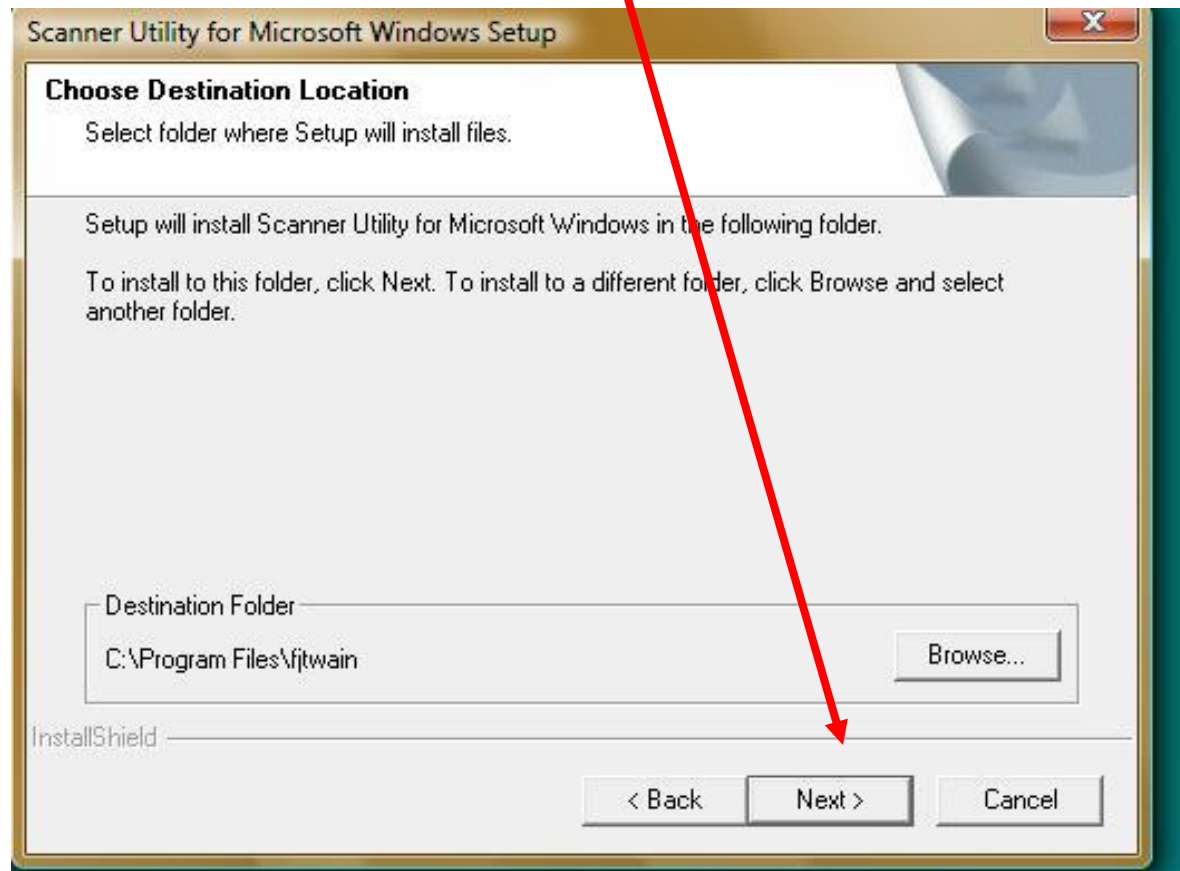 Scanner Utility for Microsoft Windows Setup
X
Choose Destination Location
Select folder where Setup will install files.
Setup will install Scanner Utility for Microsoft Windows in the following folder.
To install to this folder, click Next. To install to a different folder, click Browse and select
another folder.
Destination Folder
C:\Program Files\fjtwain
Browse...
InstallShield
< Back
Next >
Cancel